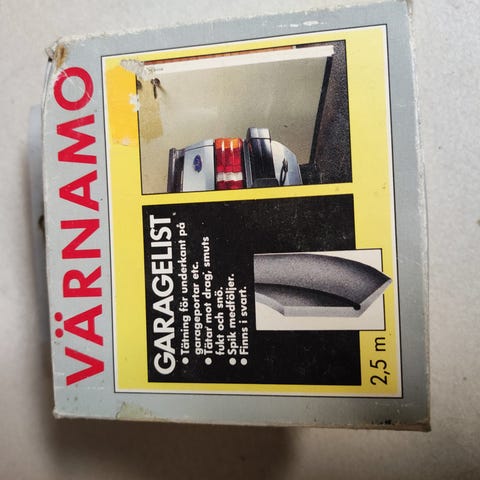 VÄRNAMO
GARAGELIST
• Tätning för underkant på
garageportar etc.
• Tätar mot drag, smuts
fukt och snö.
• Spik medföljer.
• Finns i svart.
2,5 m